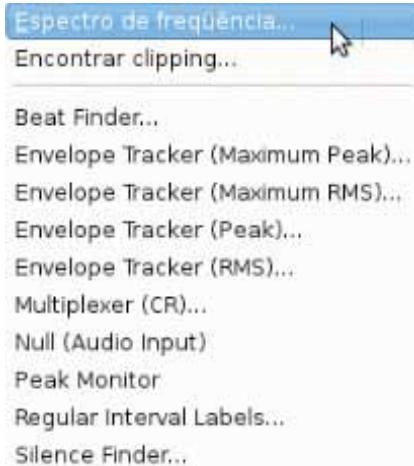 Espectro de freqüência...
Encontrar clipping...
Beat Finder...
Envelope Tracker (Maximum Peak)...
Envelope Tracker (Maximum RMS)...
Envelope Tracker (Peak)...
Envelope Tracker (RMS)...
Multiplexer (CR)...
Null (Audio Input)
Peak Monitor
Regular Interval Labels...
Silence Finder...